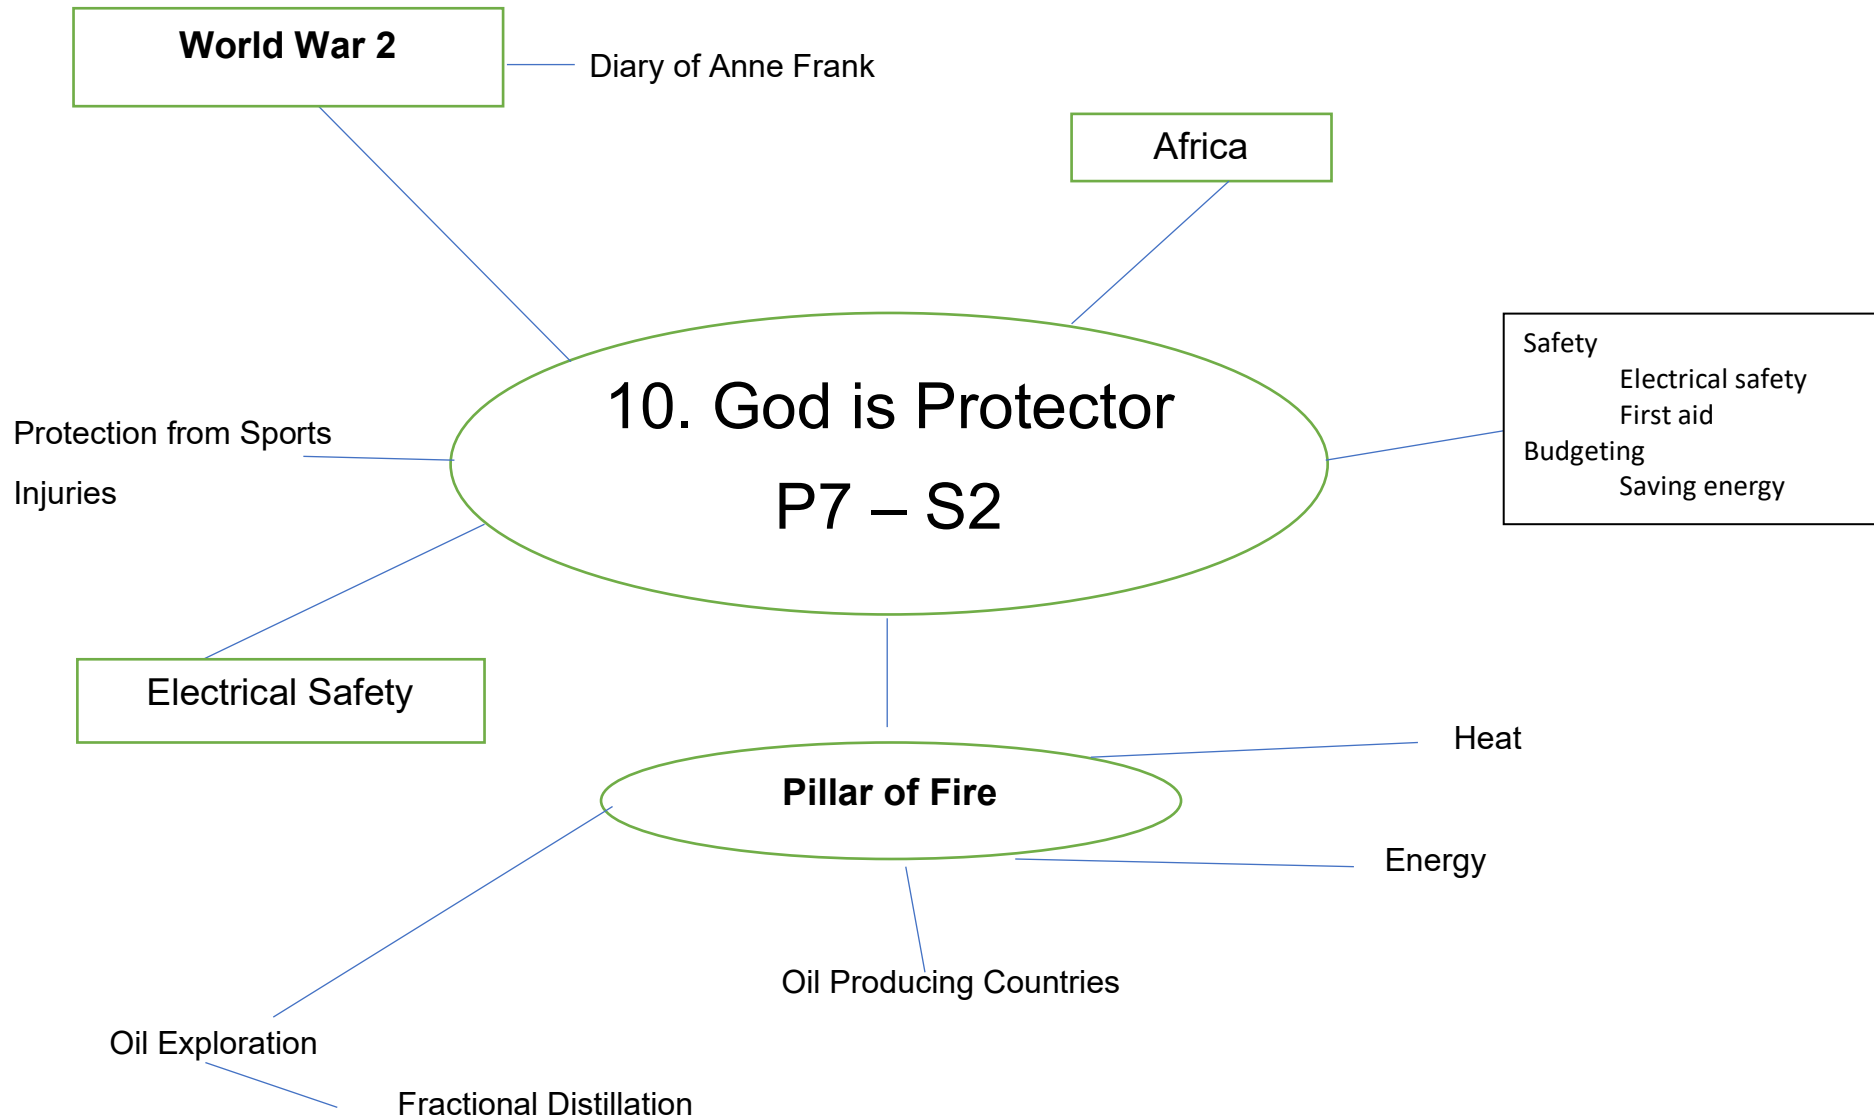 World War 2
Diary of Anne Frank
Africa
10. God is Protector
P7 – S2
Safety
Electrical safety
First aid
Budgeting
Saving energy
Protection from Sports
Injuries
Electrical Safety
Pillar of Fire
Heat
Energy
Oil Producing Countries
Oil Exploration
Fractional Distillation